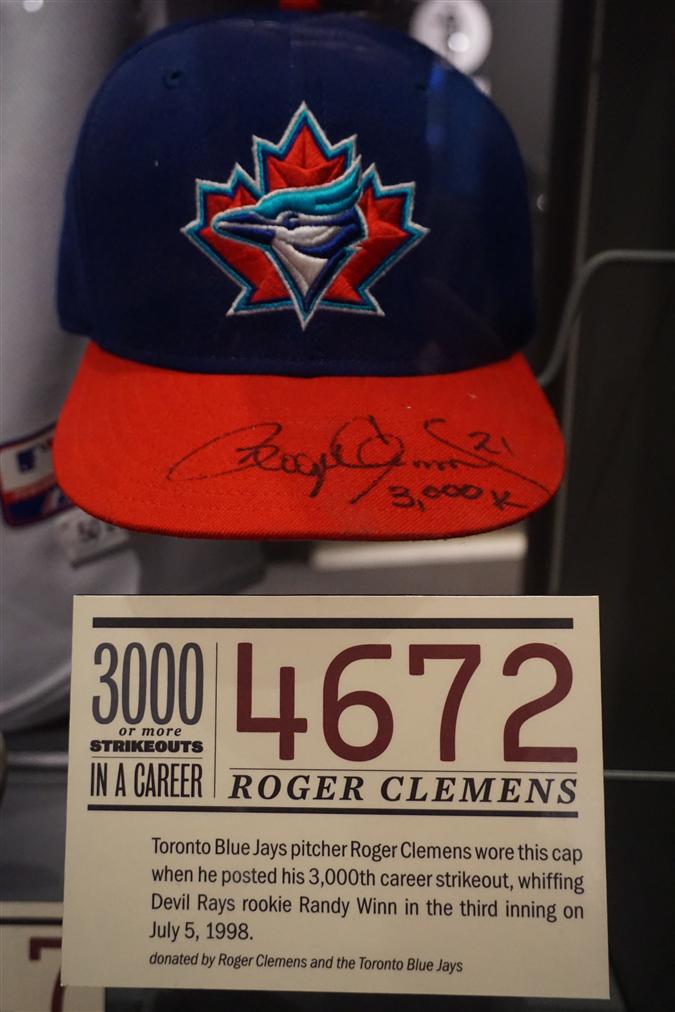 Roger Clemens 21
3,000 K
3000
or more
STRIKEOUTS
IN A CAREER
4672
ROGER CLEMENS
Toronto Blue Jays pitcher Roger Clemens wore this cap
when he posted his 3,000th career strikeout, whiffing
Devil Rays rookie Randy Winn in the third inning on
July 5, 1998.
donated by Roger Clemens and the Toronto Blue Jays